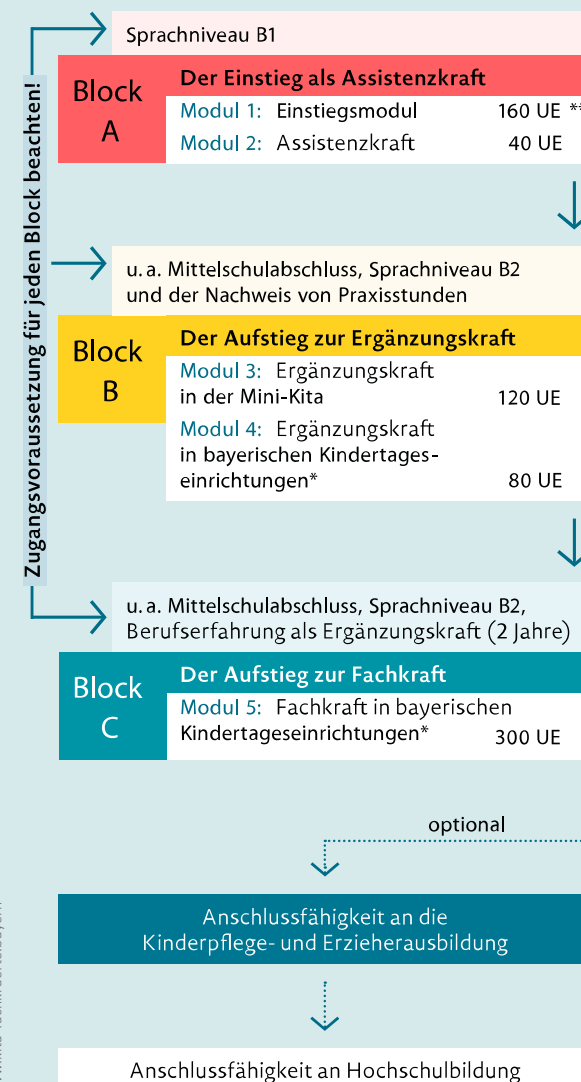 Zugangsvoraussetzung für jeden Block beachten!
Sprachniveau B1
Block
A
Der Einstieg als Assistenzkraft
Modul 1: Einstiegsmodul 160 UE **
Modul 2: Assistenzkraft 40 UE
u. a. Mittelschulabschluss, Sprachniveau B2
und der Nachweis von Praxisstunden
Block
B
Der Aufstieg zur Ergänzungskraft
Modul 3: Ergänzungskraft
in der Mini-Kita 120 UE
Modul 4: Ergänzungskraft
in bayerischen Kindertages-
einrichtungen* 80 UE
u. a. Mittelschulabschluss, Sprachniveau B2,
Berufserfahrung als Ergänzungskraft (2 Jahre)
Block
C
Der Aufstieg zur Fachkraft
Modul 5: Fachkraft in bayerischen
Kindertageseinrichtungen* 300 UE
optional
Anschlussfähigkeit an die
Kinderpflege- und Erzieherausbildung
Anschlussfähigkeit an Hochschulbildung